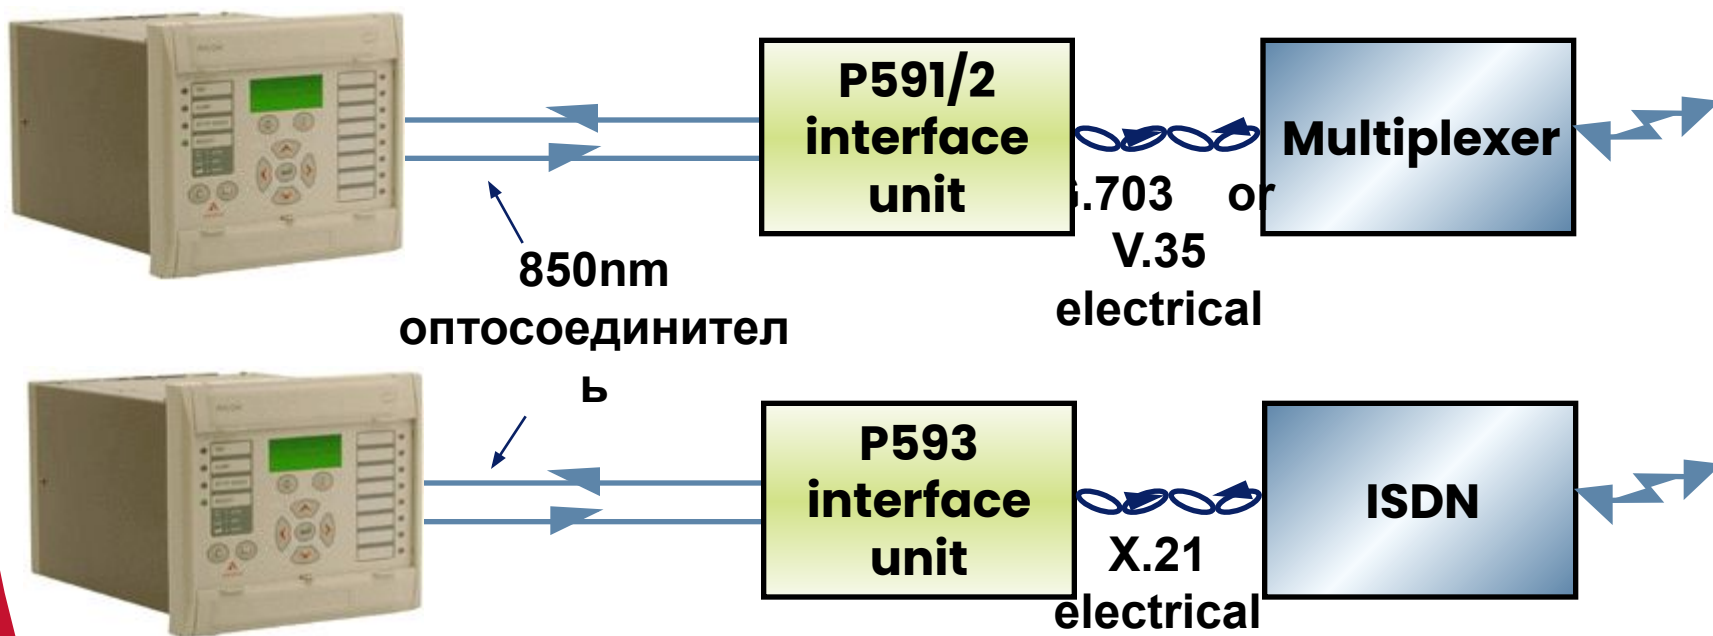 P591/2
interface
unit
Multiplexer
G.703 or
V.35
electrical
850nm
оптосоединител
ь
P593
interface
unit
ISDN
X.21
electrical